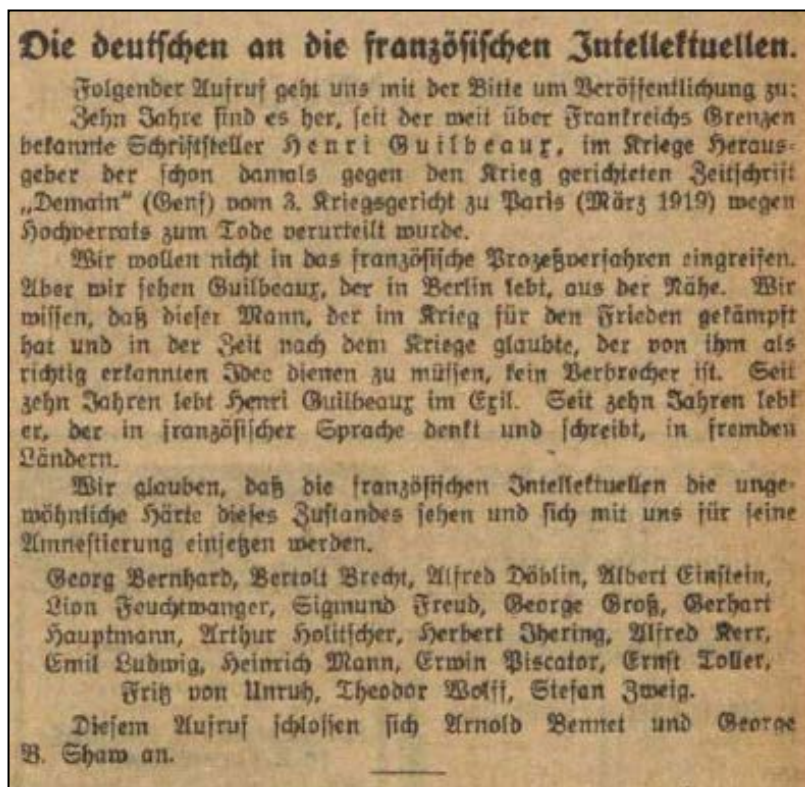 Die deutschen an die französischen Intellektuellen.
Folgender Aufruf geht uns mit der Bitte um Veröffentlichung zu:
Zehn Jahre sind es her, seit der weit über Frankreichs Grenzen
bekannte Schriftsteller Henri Guilbeaux, im Kriege Heraus-
geber der schon damals gegen den Krieg gerichteten Zeitschrift
„Demain“ (Genf) vom 3. Kriegsgericht zu Paris (März 1919) wegen
Hochverrats zum Tode verurteilt wurde.
Wir wollen nicht in das französische Prozeßverfahren eingreifen.
Aber wir sehen Guilbeaux, der in Berlin lebt, aus der Nähe. Wir
wissen, daß dieser Mann, der im Krieg für den Frieden gekämpft
hat und in der Zeit nach dem Kriege glaubte, der von ihm als
richtig erkannten Idee dienen zu müssen, kein Verbrecher ist. Seit
zehn Jahren lebt Henri Guilbeaux im Exil. Seit zehn Jahren lebt
er, der in französischer Sprache denkt und schreibt, in fremden
Ländern.
Wir glauben, daß die französischen Intellektuellen die unge-
wöhnliche Härte dieses Zustandes sehen und sich mit uns für seine
Amnestierung einsetzen werden.
Georg Bernhard, Bertolt Brecht, Alfred Döblin, Albert Einstein,
Lion Feuchtwanger, Sigmund Freud, George Groß, Gerhart
Hauptmann, Arthur Holitscher, Herbert Ihering, Alfred Kerr,
Emil Ludwig, Heinrich Mann, Erwin Piscator, Ernst Toller,
Fritz von Unruh, Theodor Wolff, Stefan Zweig.
Diesem Aufruf schlossen sich Arnold Bennet und George
B. Shaw an.